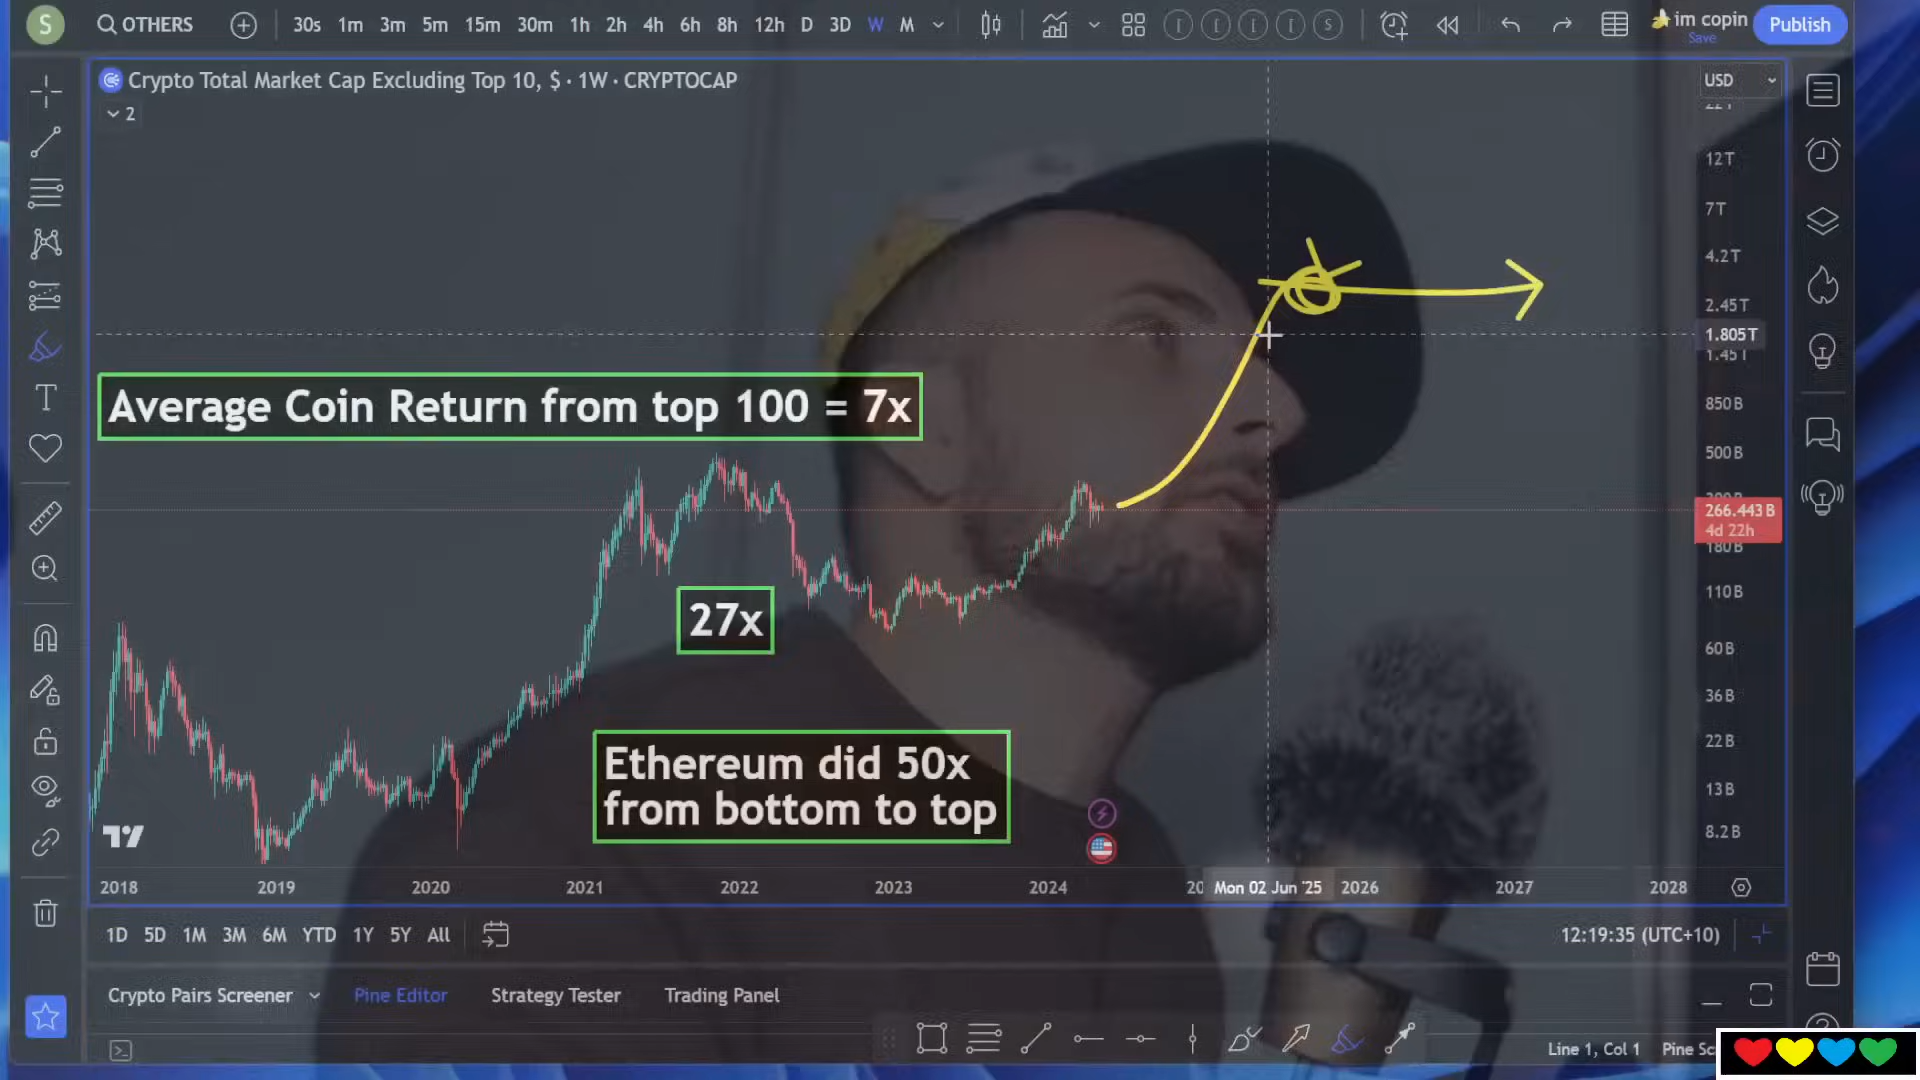 S
OTHERS
30s 1m 3m 5m 15m 30m 1h 2h 4h 6h 8h 12h D 3D W M
S
im copin
Save
Publish
Crypto Total Market Cap Excluding Top 10, $ · 1W · CRYPTOCAP
2
USD
12T
7T
4.2T
2.45T
1.805T
1.45T
850B
500B
266.443B
4d 22h
180B
110B
60B
36B
22B
13B
8.2B
Average Coin Return from top 100 = 7x
27x
Ethereum did 50x
from bottom to top
2018 2019 2020 2021 2022 2023 2024 Mon 02 Jun '25 2026 2027 2028
1D 5D 1M 3M 6M YTD 1Y 5Y All
12:19:35 (UTC+10)
Crypto Pairs Screener Pine Editor Strategy Tester Trading Panel
Line 1, Col 1 Pine